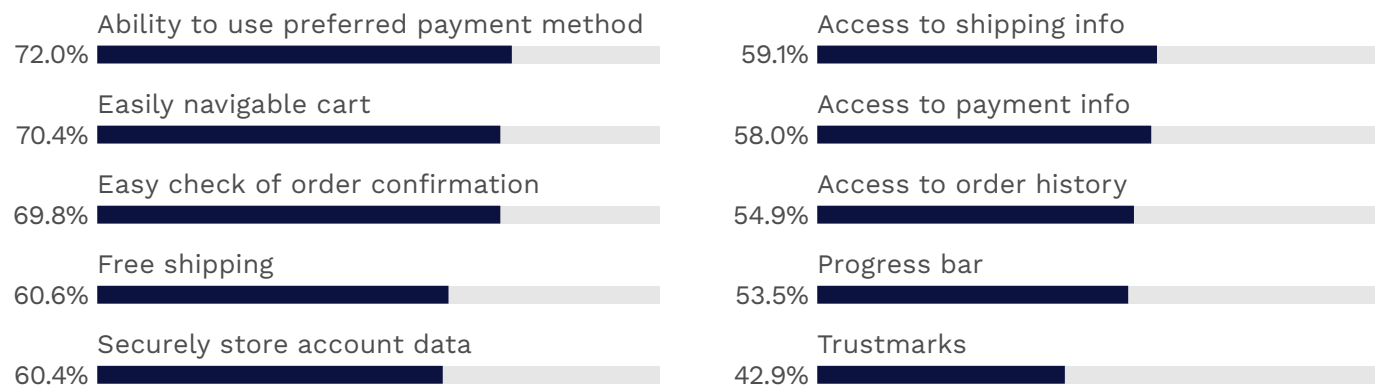 Ability to use preferred payment method
72.0%
Easily navigable cart
70.4%
Easy check of order confirmation
69.8%
Free shipping
60.6%
Securely store account data
60.4%
Access to shipping info
59.1%
Access to payment info
58.0%
Access to order history
54.9%
Progress bar
53.5%
Trustmarks
42.9%